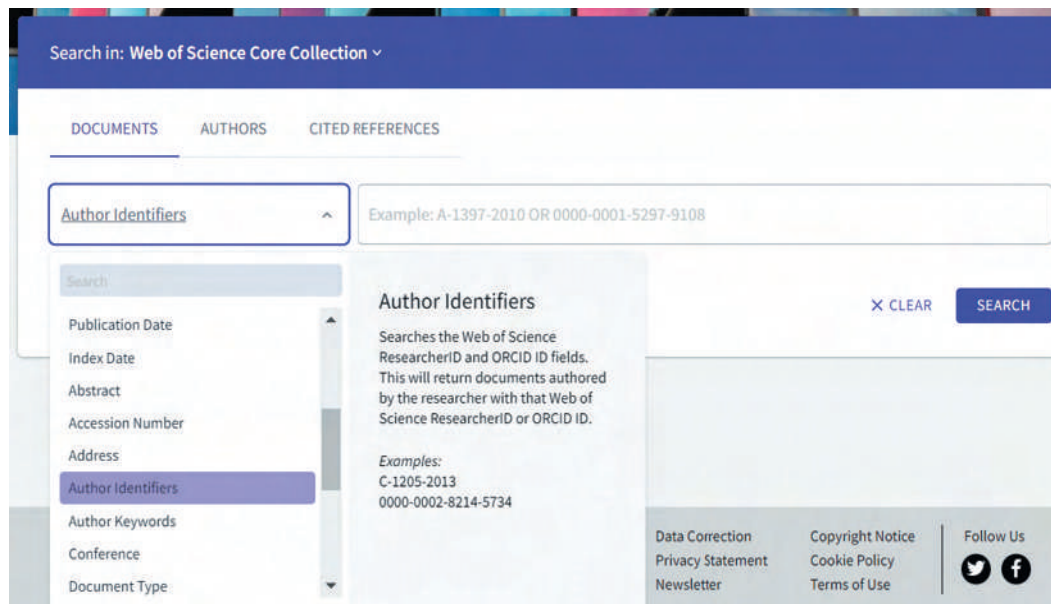 Search in: Web of Science Core Collection
DOCUMENTS AUTHORS CITED REFERENCES
Author Identifiers
Example: A-1397-2010 OR 0000-0001-5297-9108
Search
Publication Date
Index Date
Abstract
Accession Number
Address
Author Identifiers
Author Keywords
Conference
Document Type
Author Identifiers
Searches the Web of Science
ResearcherID and ORCID ID fields.
This will return documents authored
by the researcher with that Web of
Science ResearcherID or ORCID ID.
Examples:
C-1205-2013
0000-0002-8214-5734
CLEAR
SEARCH
Data Correction
Privacy Statement
Newsletter
Copyright Notice
Cookie Policy
Terms of Use
Follow Us